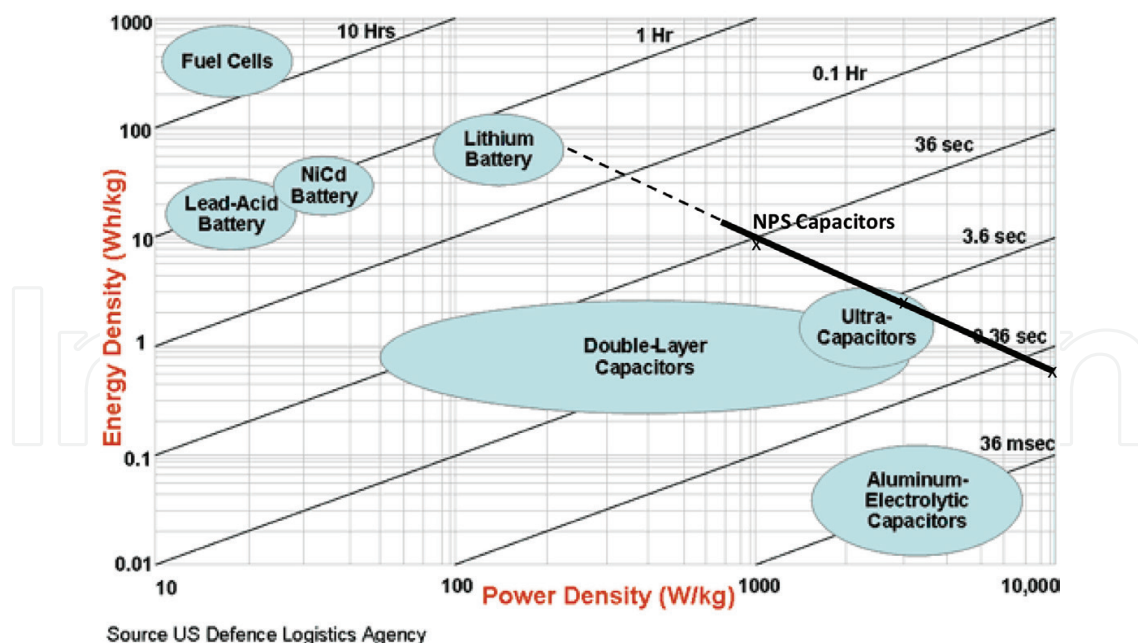 1000
100
10
1
0.1
0.01
Energy Density (Wh/kg)
10 Hrs
1 Hr
0.1 Hr
36 sec
3.6 sec
0.36 sec
36 msec
Fuel Cells
Lithium
Battery
NiCd
Battery
Lead-Acid
Battery
NPS Capacitors
x
x
x
Ultra-
Capacitors
Double-Layer
Capacitors
Aluminum-
Electrolytic
Capacitors
10
100
1000
10,000
Power Density (W/kg)
Source US Defence Logistics Agency